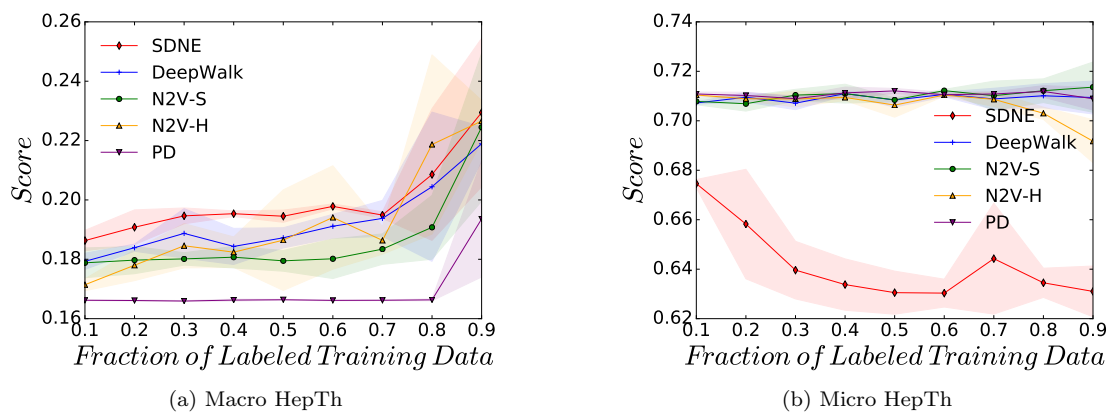 0.26
0.24
0.22
0.20
0.18
0.16
Score
SDNE
DeepWalk
N2V-S
N2V-H
PD
0.1 0.2 0.3 0.4 0.5 0.6 0.7 0.8 0.9
Fraction of Labeled Training Data
(a) Macro HepTh
0.74
0.72
0.70
0.68
0.66
0.64
0.62
Score
SDNE
DeepWalk
N2V-S
N2V-H
PD
0.1 0.2 0.3 0.4 0.5 0.6 0.7 0.8 0.9
Fraction of Labeled Training Data
(b) Micro HepTh